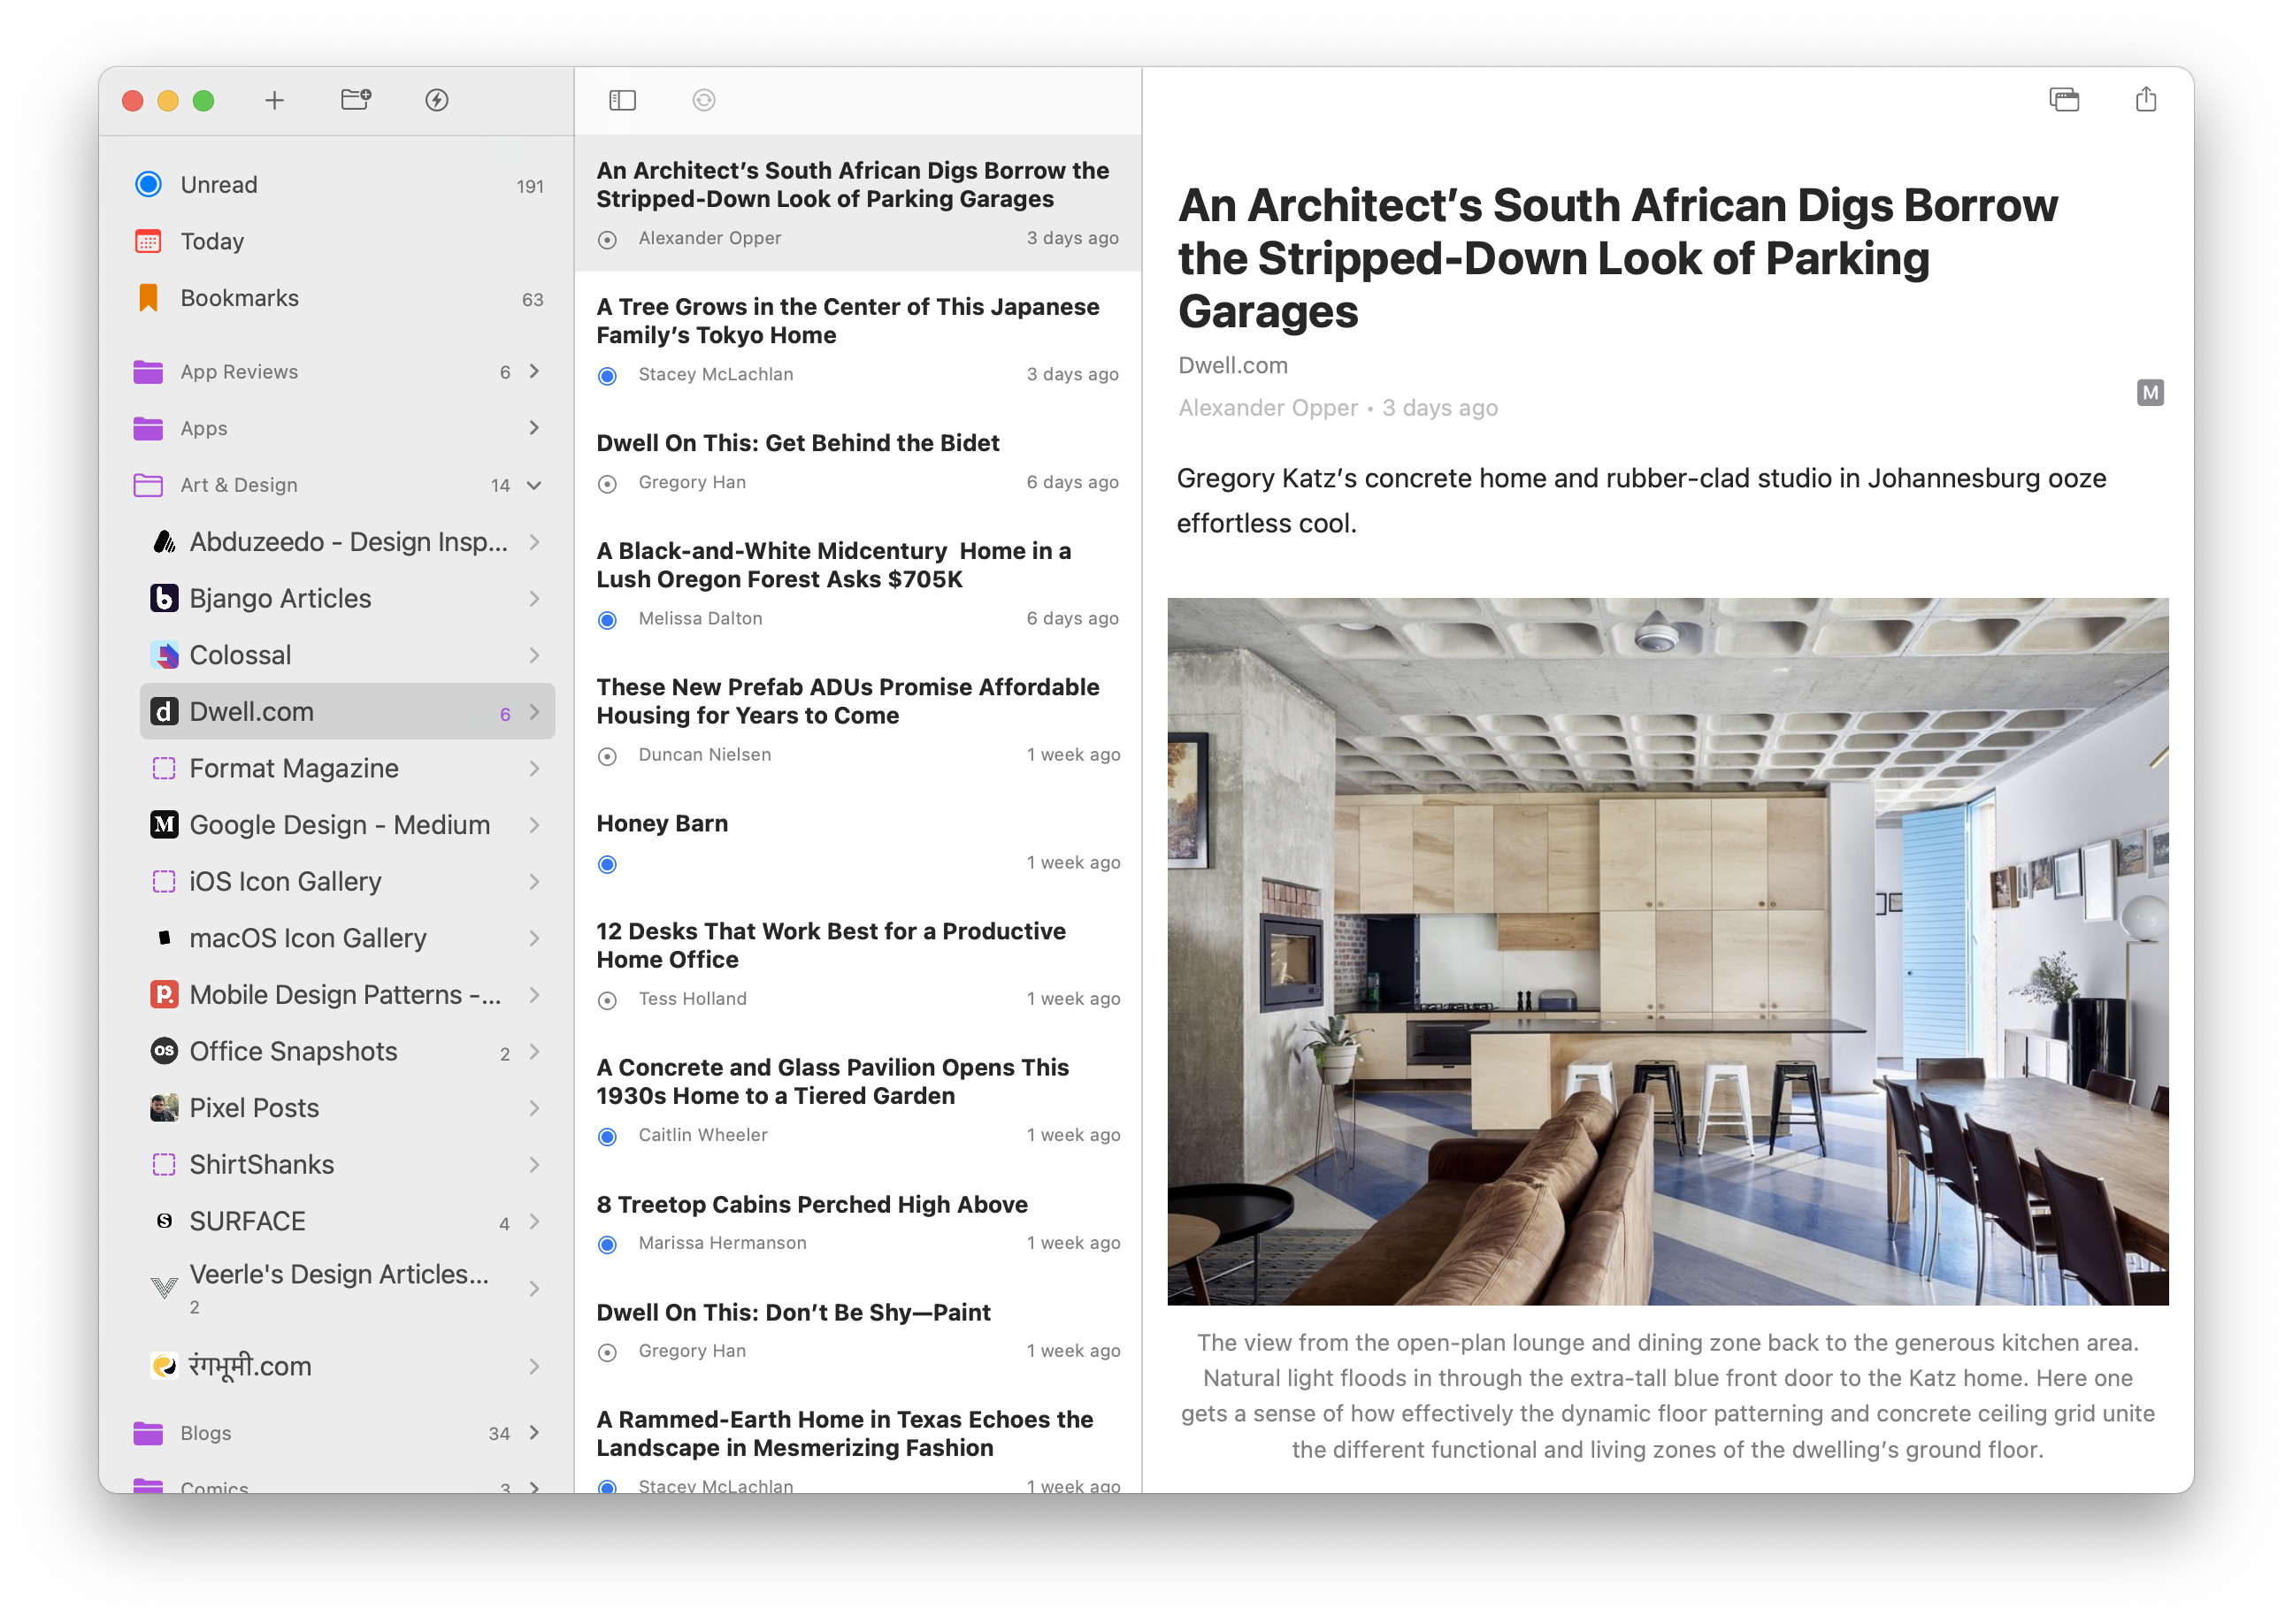 Unread 191
Today
Bookmarks 63
App Reviews 6
Apps
Art & Design 14
Abduzeedo - Design Insp...
Bjango Articles
Colossal
d Dwell.com 6
Format Magazine
M Google Design - Medium
iOS Icon Gallery
macOS Icon Gallery
p. Mobile Design Patterns -...
OS Office Snapshots 2
Pixel Posts
ShirtShanks
S SURFACE 4
Veerle's Design Articles...
2
रंगभूमी.com
Blogs 34
Comics 3
An Architect’s South African Digs Borrow the
Stripped-Down Look of Parking Garages
Alexander Opper 3 days ago
A Tree Grows in the Center of This Japanese
Family’s Tokyo Home
Stacey McLachlan 3 days ago
Dwell On This: Get Behind the Bidet
Gregory Han 6 days ago
A Black-and-White Midcentury  Home in a
Lush Oregon Forest Asks $705K
Melissa Dalton 6 days ago
These New Prefab ADUs Promise Affordable
Housing for Years to Come
Duncan Nielsen 1 week ago
Honey Barn
1 week ago
12 Desks That Work Best for a Productive
Home Office
Tess Holland 1 week ago
A Concrete and Glass Pavilion Opens This
1930s Home to a Tiered Garden
Caitlin Wheeler 1 week ago
8 Treetop Cabins Perched High Above
Marissa Hermanson 1 week ago
Dwell On This: Don’t Be Shy—Paint
Gregory Han 1 week ago
A Rammed-Earth Home in Texas Echoes the
Landscape in Mesmerizing Fashion
Stacey McLachlan 1 week ago
An Architect’s South African Digs Borrow
the Stripped-Down Look of Parking
Garages
Dwell.com
M
Alexander Opper • 3 days ago
Gregory Katz’s concrete home and rubber-clad studio in Johannesburg ooze
effortless cool.
The view from the open-plan lounge and dining zone back to the generous kitchen area.
Natural light floods in through the extra-tall blue front door to the Katz home. Here one
gets a sense of how effectively the dynamic floor patterning and concrete ceiling grid unite
the different functional and living zones of the dwelling’s ground floor.